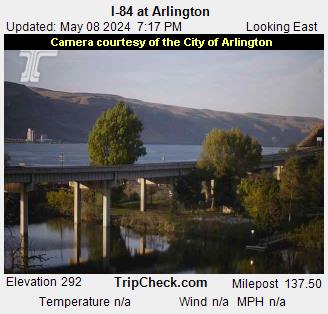 I-84 at Arlington
Updated: May 08 2024 7:17 PM Looking East
Camera courtesy of the City of Arlington
Elevation 292 TripCheck.com Milepost 137.50
Temperature n/a Wind n/a MPH n/a